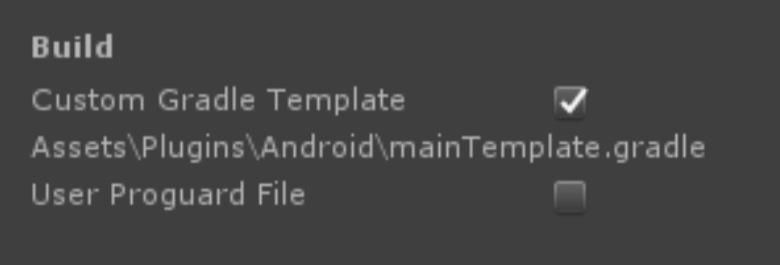 Build
Custom Gradle Template
Assets\Plugins\Android\mainTemplate.gradle
User Proguard File